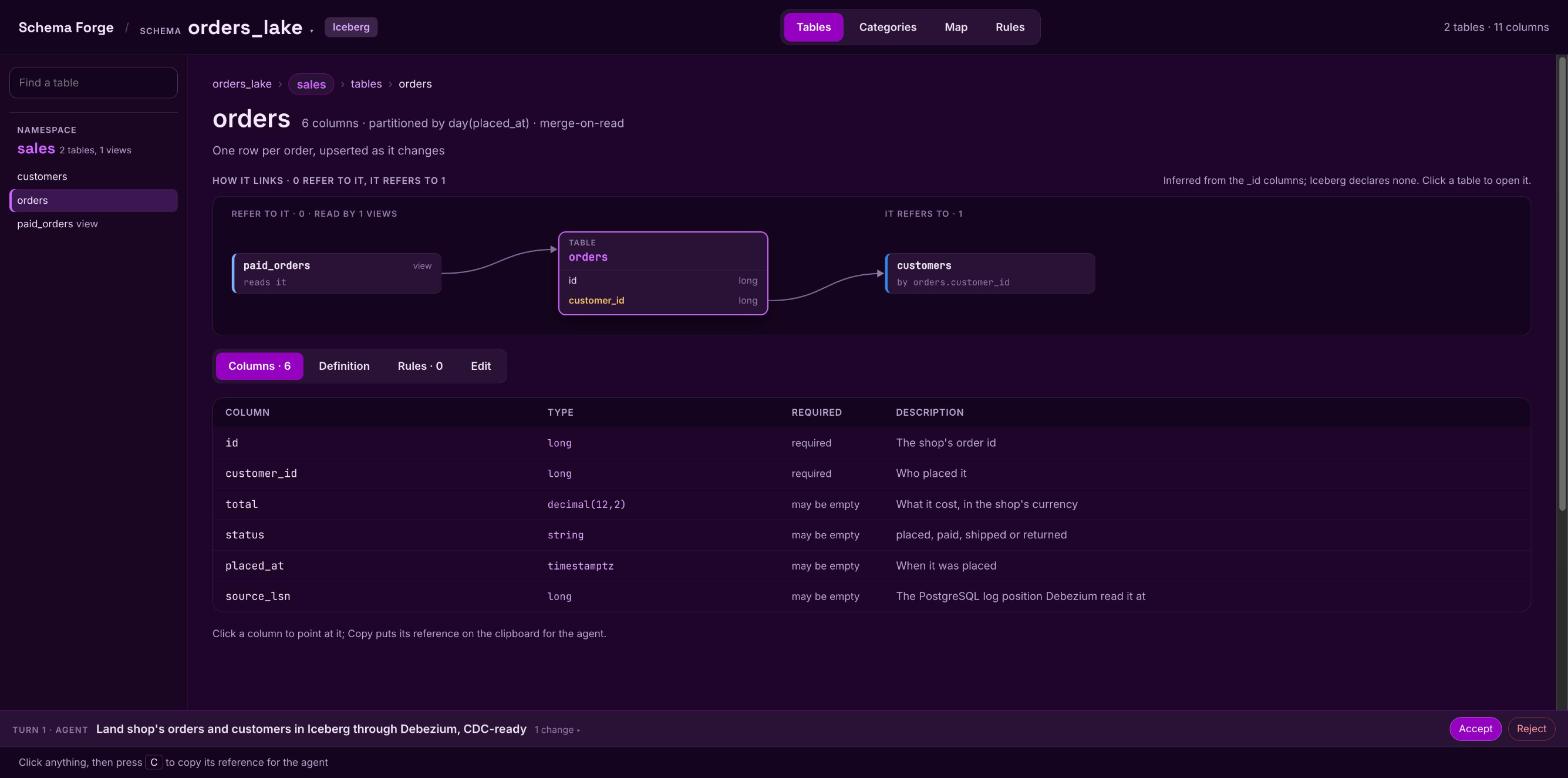 Schema Forge / SCHEMA orders_lake Iceberg
Tables Categories Map Rules
2 tables · 11 columns
Find a table
NAMESPACE
sales 2 tables, 1 views
customers
orders
paid_orders view
orders_lake › sales › tables › orders
orders 6 columns · partitioned by day(placed_at) · merge-on-read
One row per order, upserted as it changes
HOW IT LINKS · 0 REFER TO IT, IT REFERS TO 1
Inferred from the _id columns; Iceberg declares none. Click a table to open it.
REFER TO IT · 0 · READ BY 1 VIEWS
paid_orders view
reads it
TABLE
orders
id long
customer_id long
IT REFERS TO · 1
customers
by orders.customer_id
Columns · 6 Definition Rules · 0 Edit
COLUMN TYPE REQUIRED DESCRIPTION
id long required The shop's order id
customer_id long required Who placed it
total decimal(12,2) may be empty What it cost, in the shop's currency
status string may be empty placed, paid, shipped or returned
placed_at timestamptz may be empty When it was placed
source_lsn long may be empty The PostgreSQL log position Debezium read it at
Click a column to point at it; Copy puts its reference on the clipboard for the agent.
TURN 1 · AGENT Land shop's orders and customers in Iceberg through Debezium, CDC-ready 1 change
Accept Reject
Click anything, then press C to copy its reference for the agent